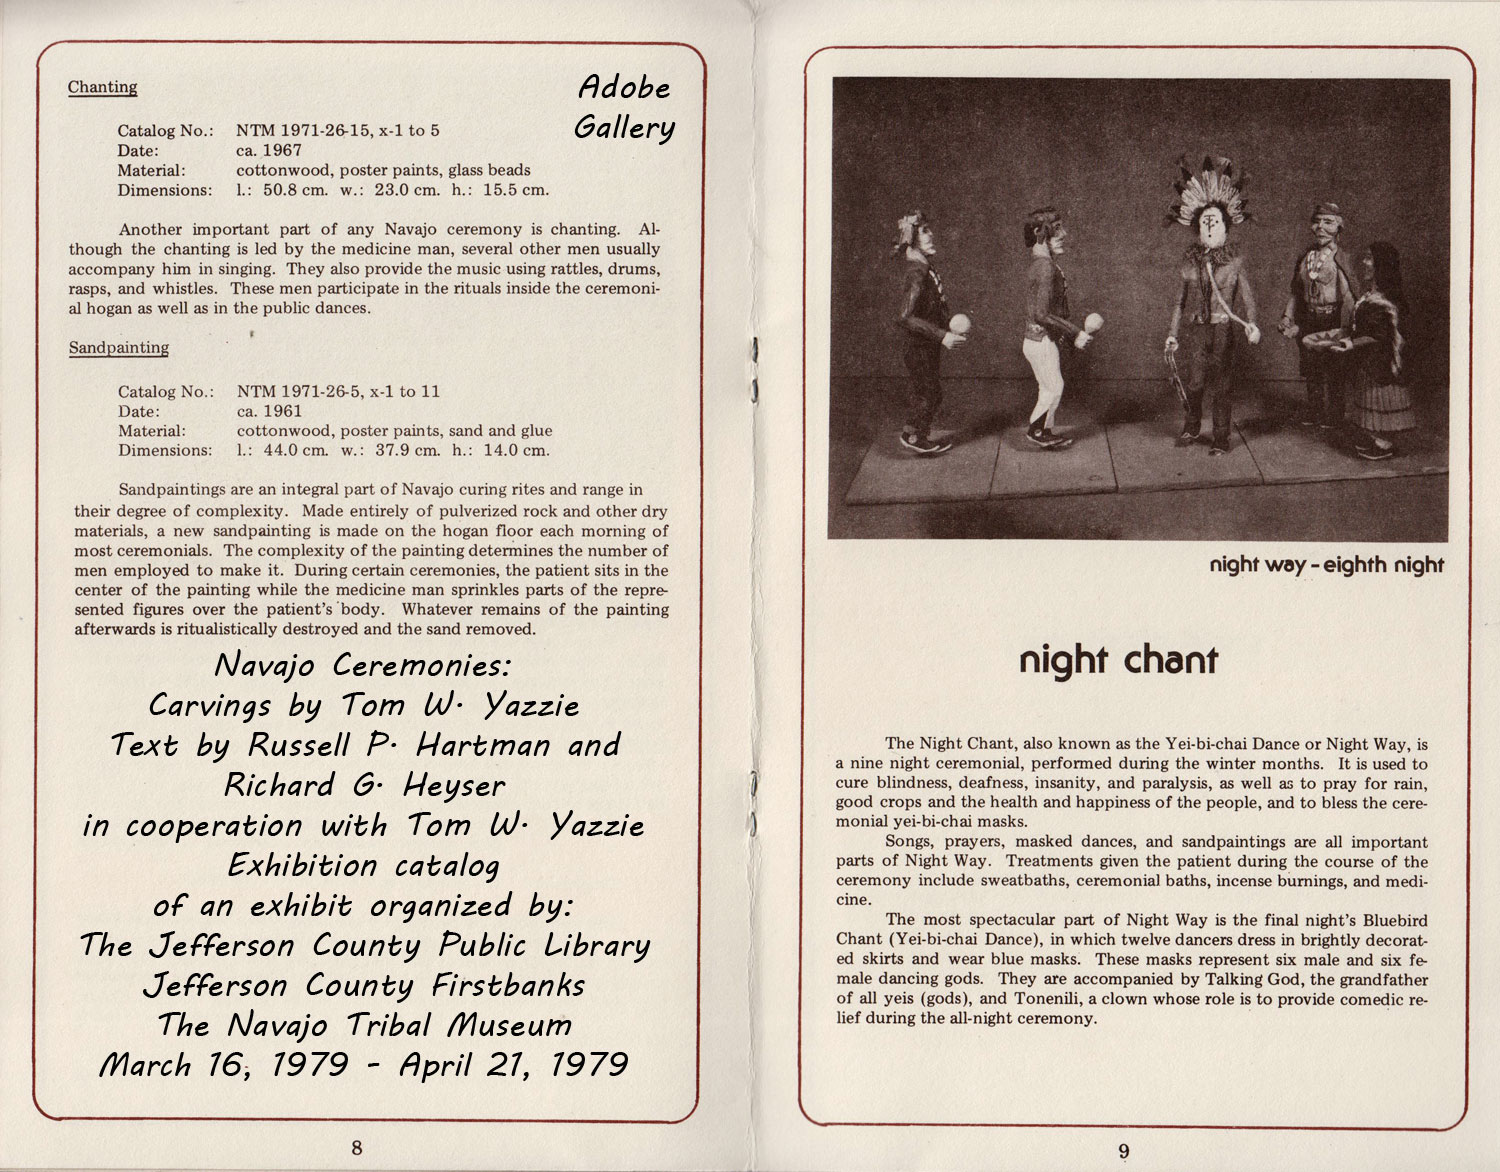 Chanting
Adobe
Gallery
Catalog No.: NTM 1971-26-15, x-1 to 5
Date: ca. 1967
Material: cottonwood, poster paints, glass beads
Dimensions: l.: 50.8 cm. w.: 23.0 cm. h.: 15.5 cm.
Another important part of any Navajo ceremony is chanting. Al-
though the chanting is led by the medicine man, several other men usually
accompany him in singing. They also provide the music using rattles, drums,
rasps, and whistles. These men participate in the rituals inside the ceremoni-
al hogan as well as in the public dances.
Sandpainting
Catalog No.: NTM 1971-26-5, x-1 to 11
Date: ca. 1961
Material: cottonwood, poster paints, sand and glue
Dimensions: l.: 44.0 cm. w.: 37.9 cm. h.: 14.0 cm.
Sandpaintings are an integral part of Navajo curing rites and range in
their degree of complexity. Made entirely of pulverized rock and other dry
materials, a new sandpainting is made on the hogan floor each morning of
most ceremonials. The complexity of the painting determines the number of
men employed to make it. During certain ceremonies, the patient sits in the
center of the painting while the medicine man sprinkles parts of the repre-
sented figures over the patient's body. Whatever remains of the painting
afterwards is ritualistically destroyed and the sand removed.
Navajo Ceremonies:
Carvings by Tom W. Yazzie
Text by Russell P. Hartman and
Richard G. Heyser
in cooperation with Tom W. Yazzie
Exhibition catalog
of an exhibit organized by:
The Jefferson County Public Library
Jefferson County Firstbanks
The Navajo Tribal Museum
March 16, 1979 - April 21, 1979
8
night way - eighth night
night chant
The Night Chant, also known as the Yei-bi-chai Dance or Night Way, is
a nine night ceremonial, performed during the winter months. It is used to
cure blindness, deafness, insanity, and paralysis, as well as to pray for rain,
good crops and the health and happiness of the people, and to bless the cere-
monial yei-bi-chai masks.
Songs, prayers, masked dances, and sandpaintings are all important
parts of Night Way. Treatments given the patient during the course of the
ceremony include sweatbaths, ceremonial baths, incense burnings, and medi-
cine.
The most spectacular part of Night Way is the final night's Bluebird
Chant (Yei-bi-chai Dance), in which twelve dancers dress in brightly decorat-
ed skirts and wear blue masks. These masks represent six male and six fe-
male dancing gods. They are accompanied by Talking God, the grandfather
of all yeis (gods), and Tonenili, a clown whose role is to provide comedic re-
lief during the all-night ceremony.
9